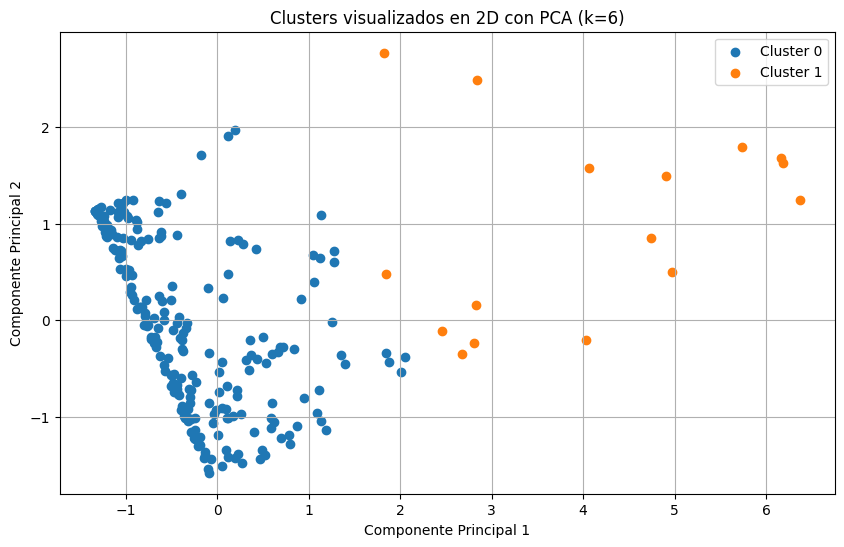 Clusters visualizados en 2D con PCA (k=6)
Cluster 0
Cluster 1
Componente Principal 2
2
1
0
−1
−1 0 1 2 3 4 5 6
Componente Principal 1